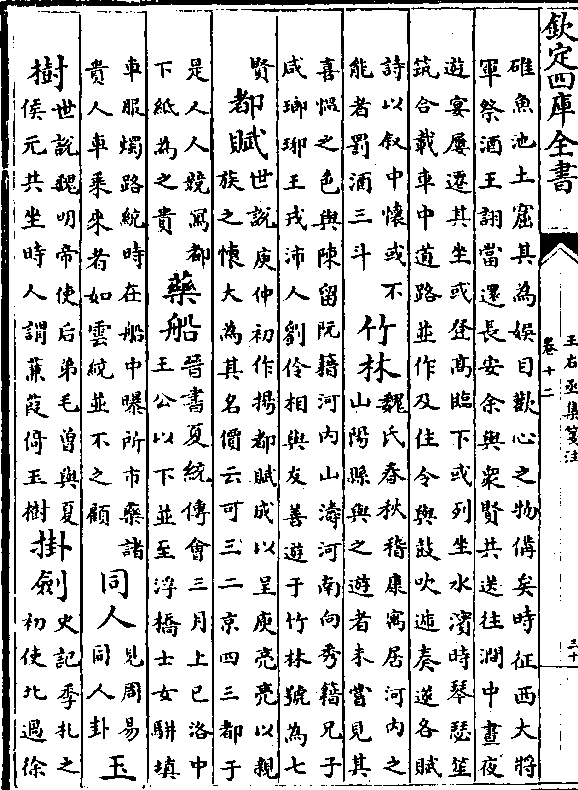 欽定四庫全書
王右丞集箋注
卷十二
三十
碓魚池土窟其為娛目歡心之物備矣時征西大將
軍祭酒王詡當還長安余與衆賢共送往澗中晝夜
遊宴屢遷其坐或登高臨下或列坐水濱時琴瑟笙
筑合載車中道路並作及住令與鼓吹遞奏遂各賦
詩以叙中懷或不
能者罰酒三斗
竹林
魏氏春秋嵇康寓居河内之
山陽縣與之遊者未嘗見其
喜愠之色與陳留阮籍河内山濤河南向秀籍兄子
咸瑯琊王戎沛人劉伶相與友善遊于竹林號為七
賢
都賦
世說庾仲初作揚都賦成以呈庾亮亮以親
族之懷大為其名價云可三二京四三都于
是人人競寫都
下紙為之貴
藥船
晉書夏統傳會三月上巳洛中
王公以下並至浮橋士女駢填
車服燭路統時在船中曝所市藥諸
貴人車乘來者如雲統並不之顧
同人
見周易
同人卦
玉
樹
世說魏明帝使后弟毛曾與夏
侯元共坐時人謂蒹葭倚玉樹
掛劍
史記季札之
初使北過徐